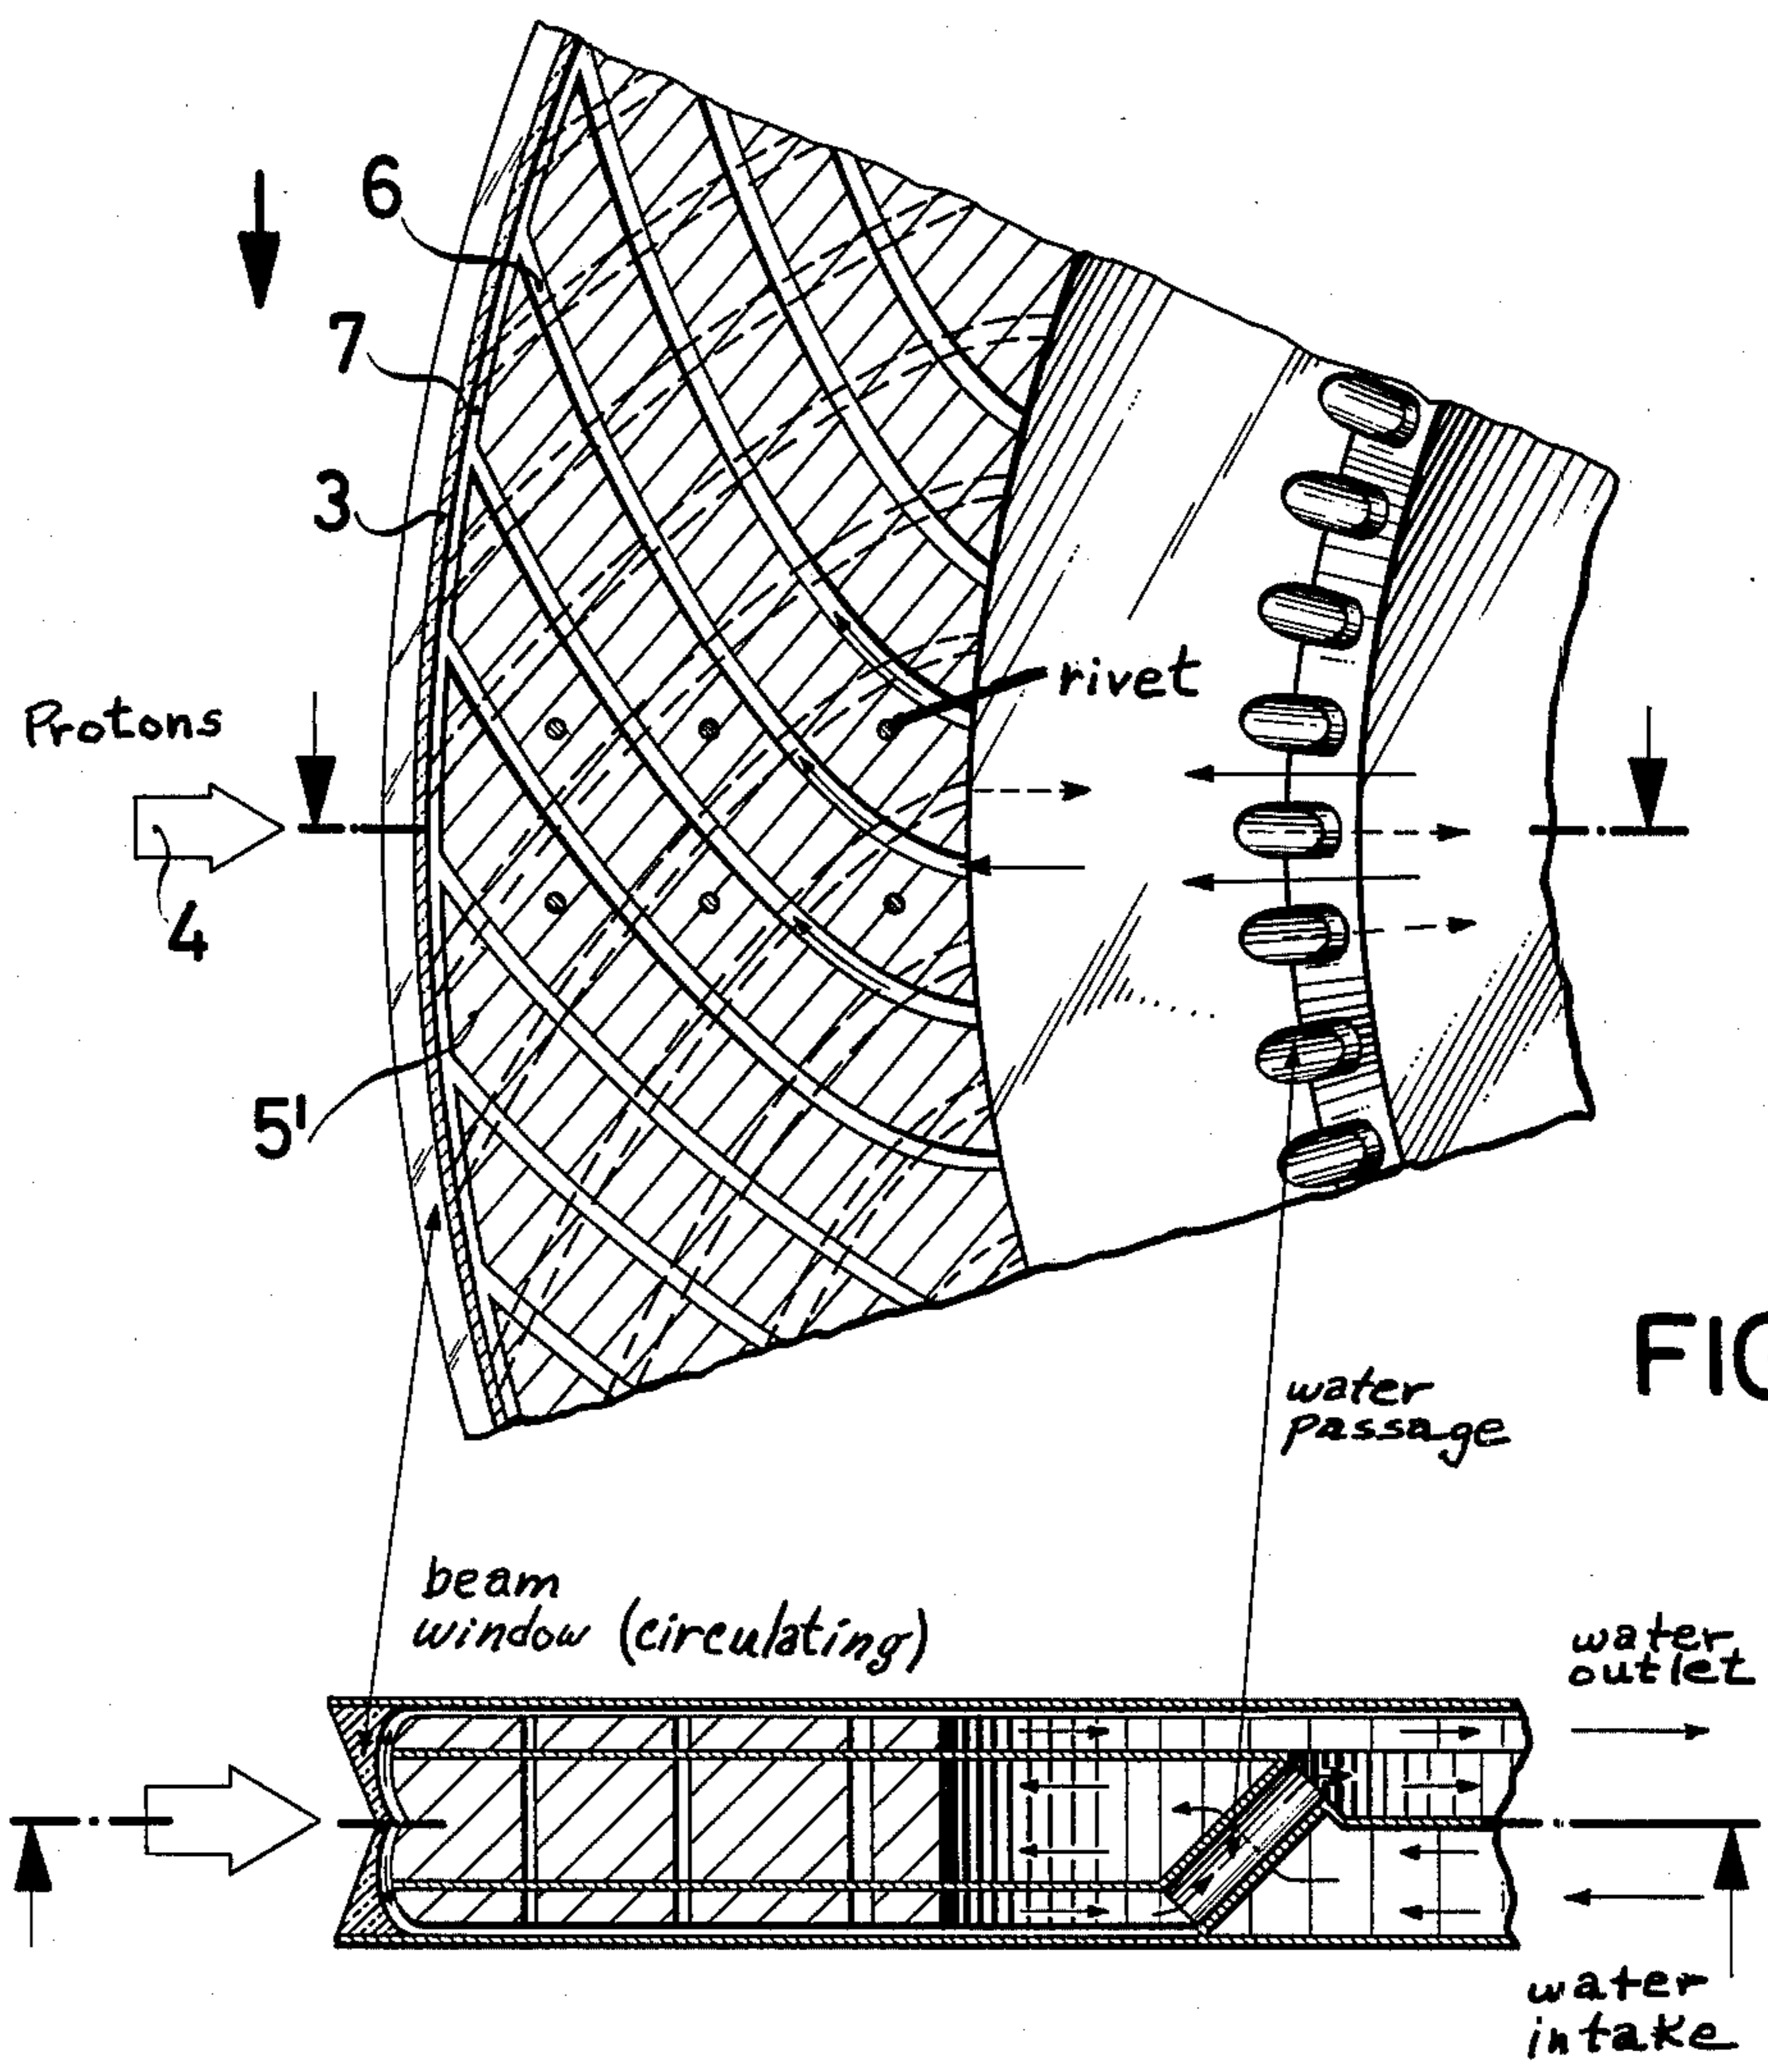 6
7
3
rivet
Protons
4
5'
FIG
water
passage
beam
window (circulating)
water
outlet
water
intake